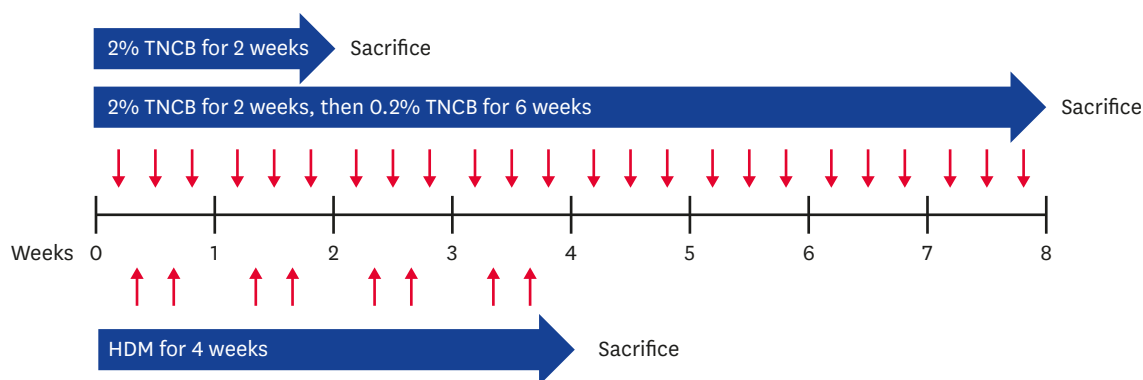 2% TNCB for 2 weeks Sacrifice
2% TNCB for 2 weeks, then 0.2% TNCB for 6 weeks Sacrifice
Weeks 0 1 2 3 4 5 6 7 8
HDM for 4 weeks Sacrifice